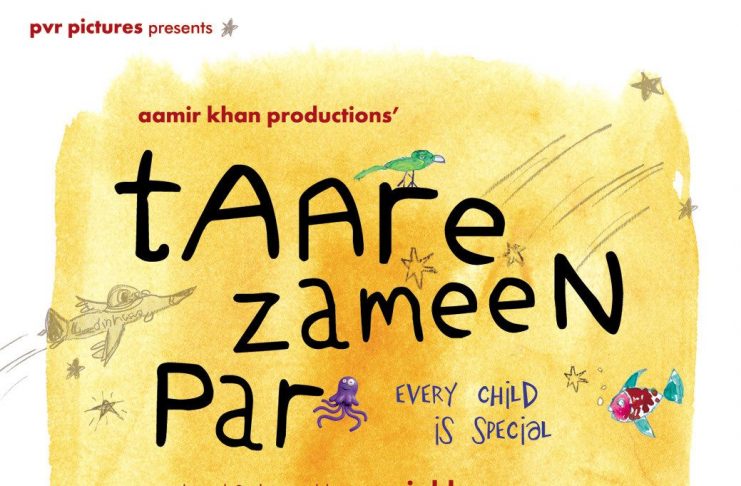 pvr pictures presents
aamir khan productions'
tAAre
zameeN
Par
EVERY CHILD
iS SPECiAL